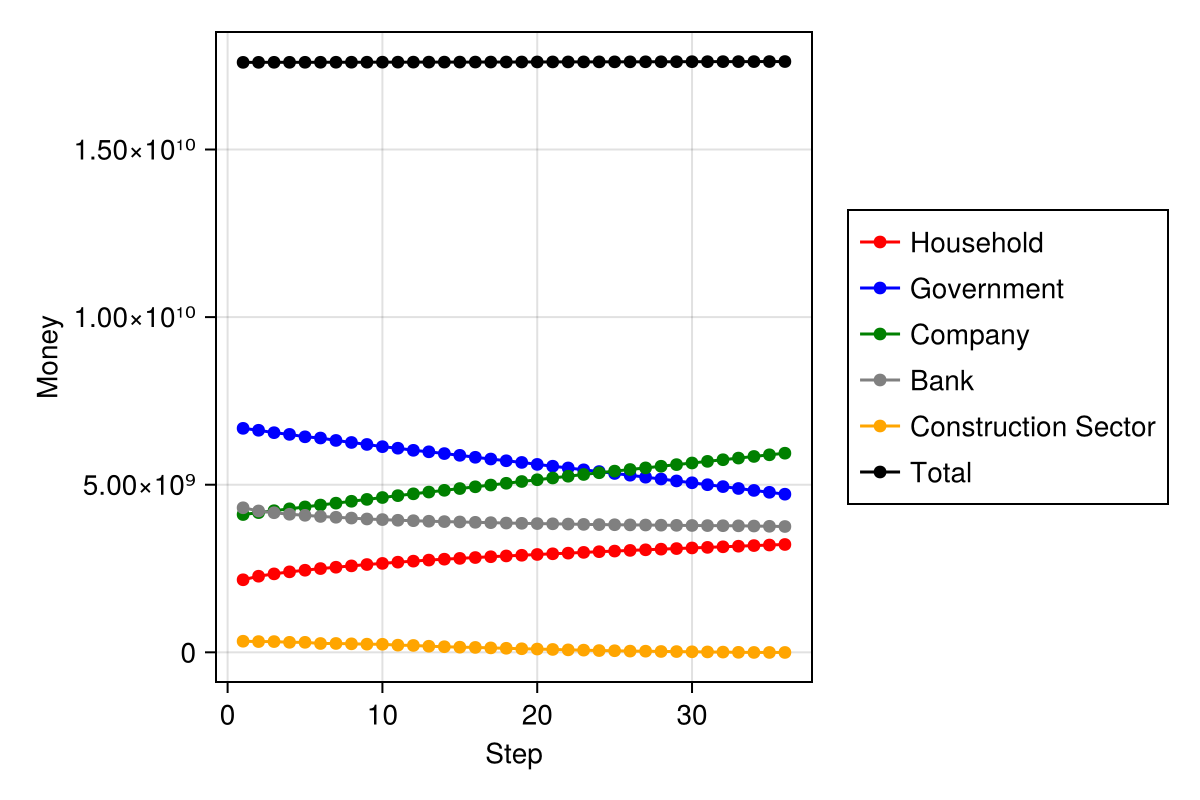 1.50×10¹⁰
1.00×10¹⁰
5.00×10⁹
0
Money
0 10 20 30
Step
Household
Government
Company
Bank
Construction Sector
Total